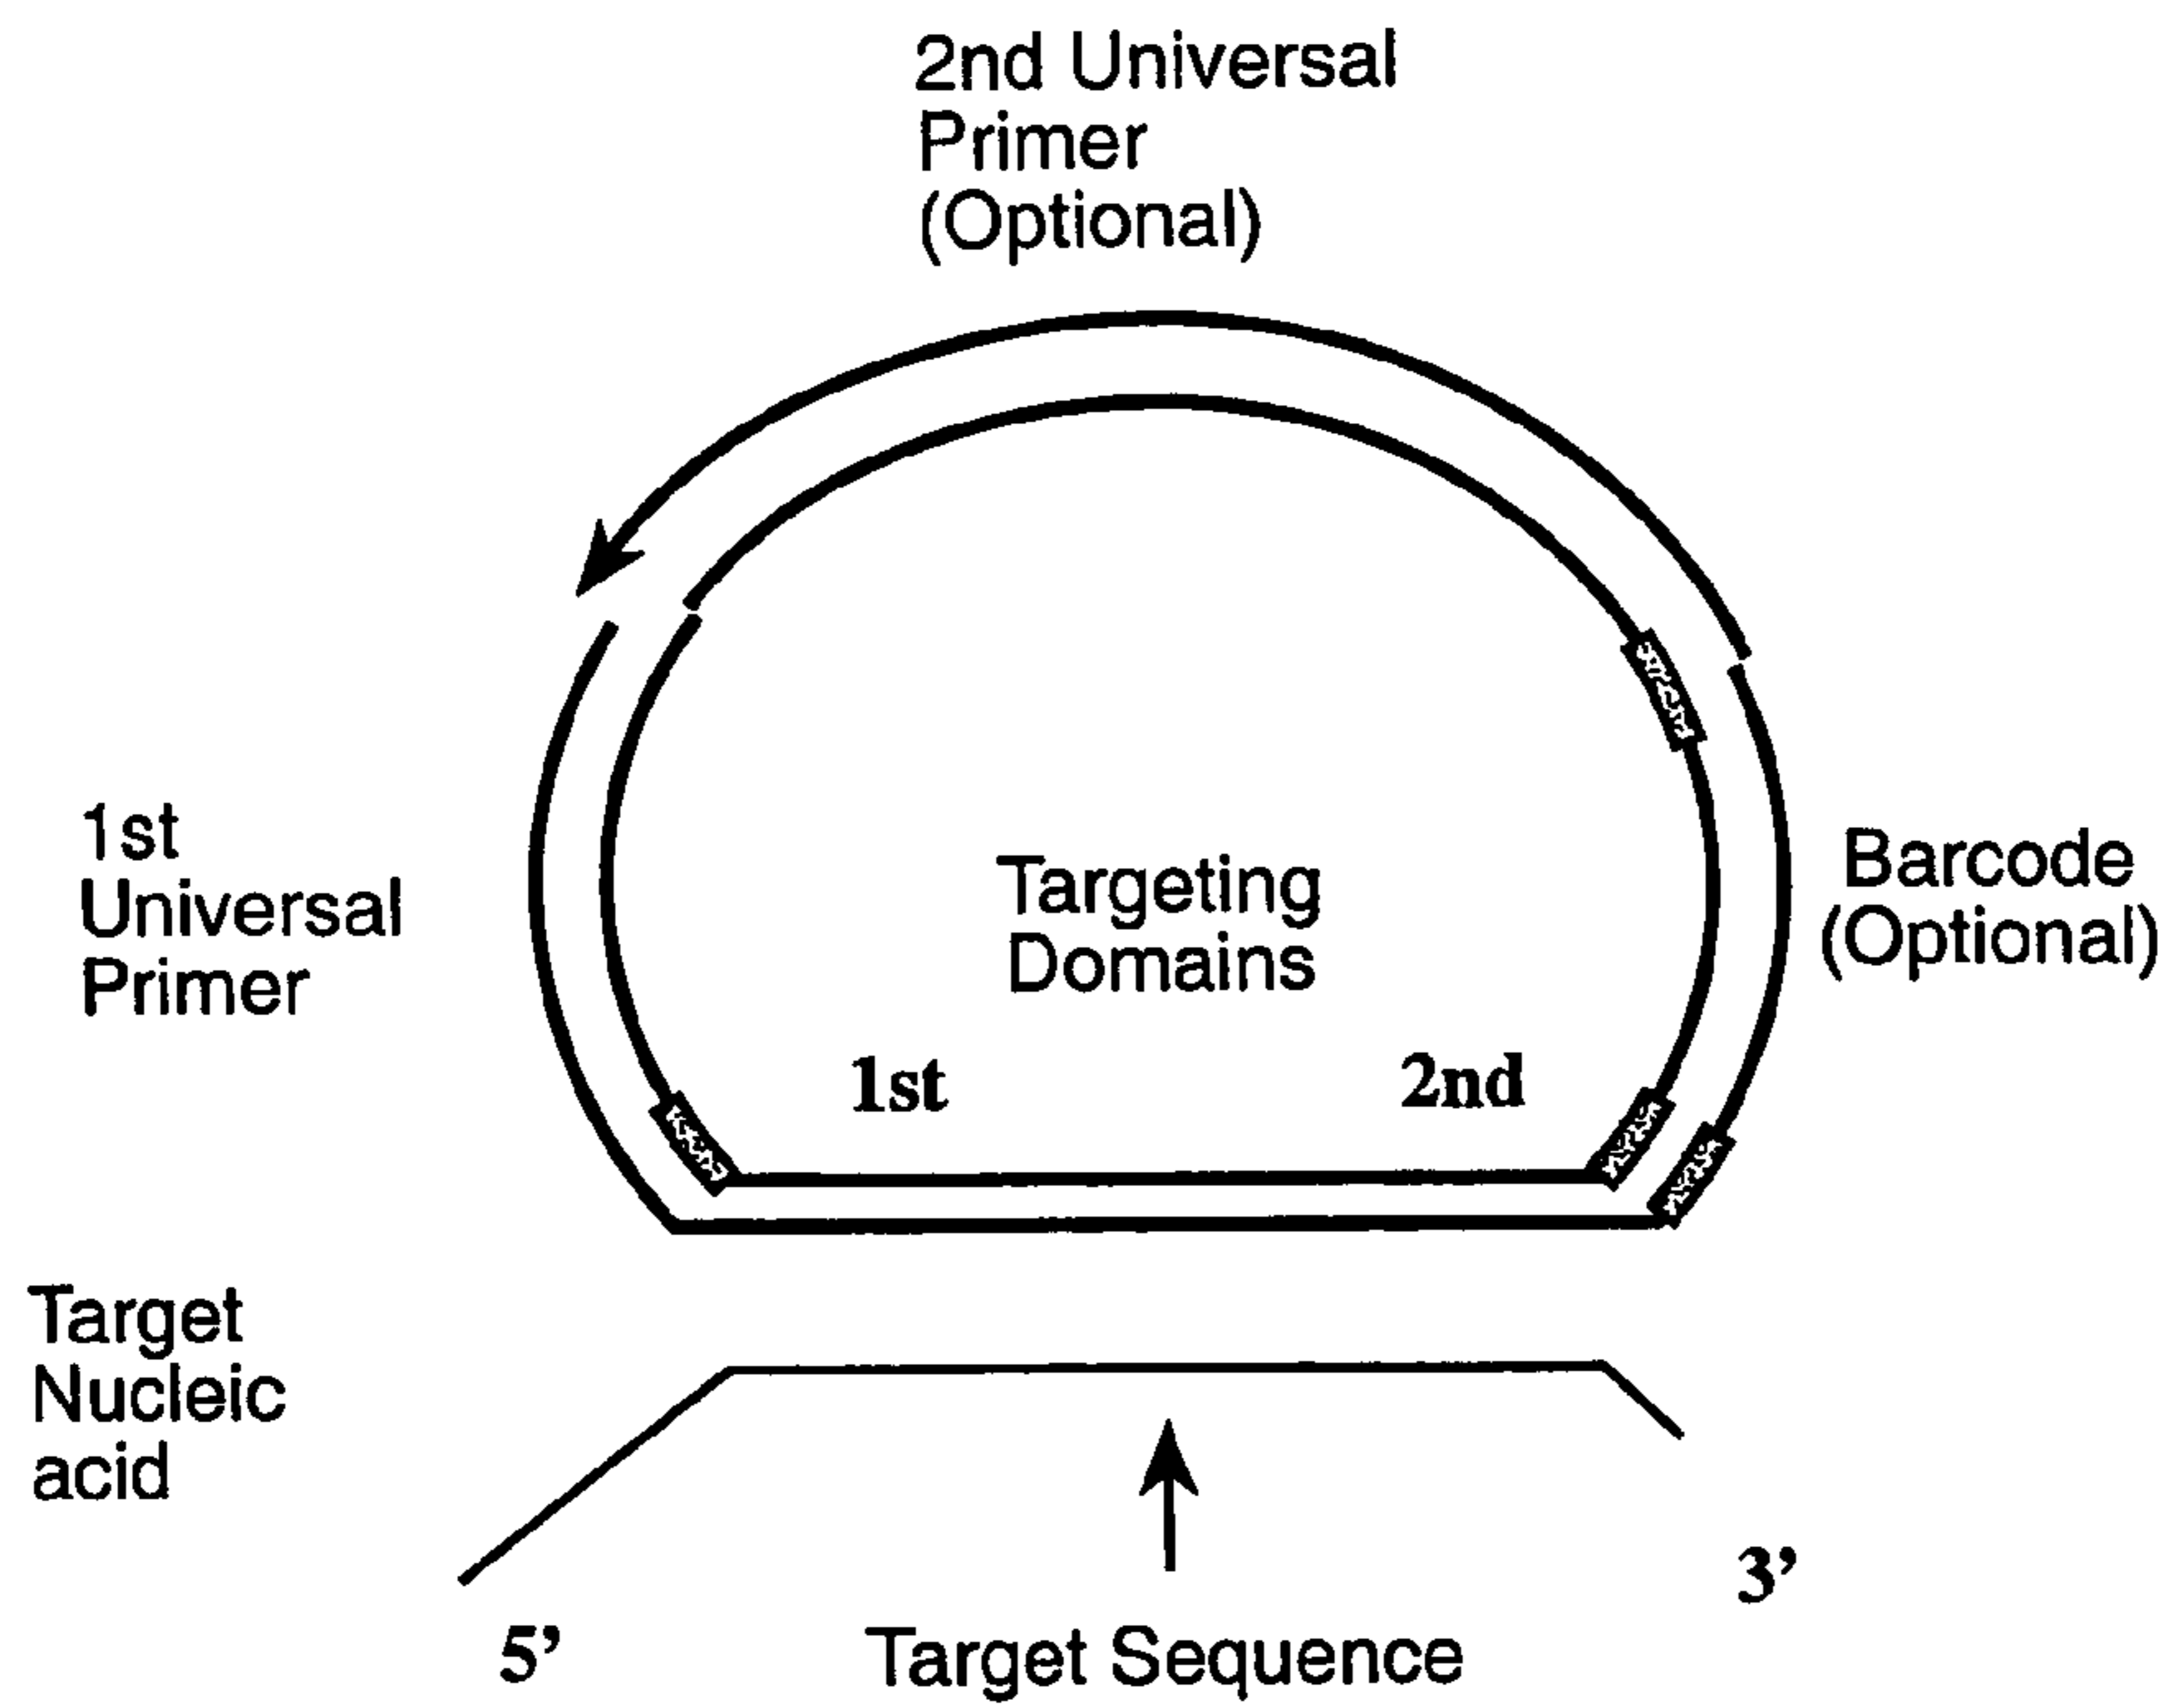 2nd Universal
Primer
(Optional)
1st
Universal
Primer
Targeting
Domains
Barcode
(Optional)
1st
2nd
Target
Nucleic
acid
5’
Target Sequence
3’